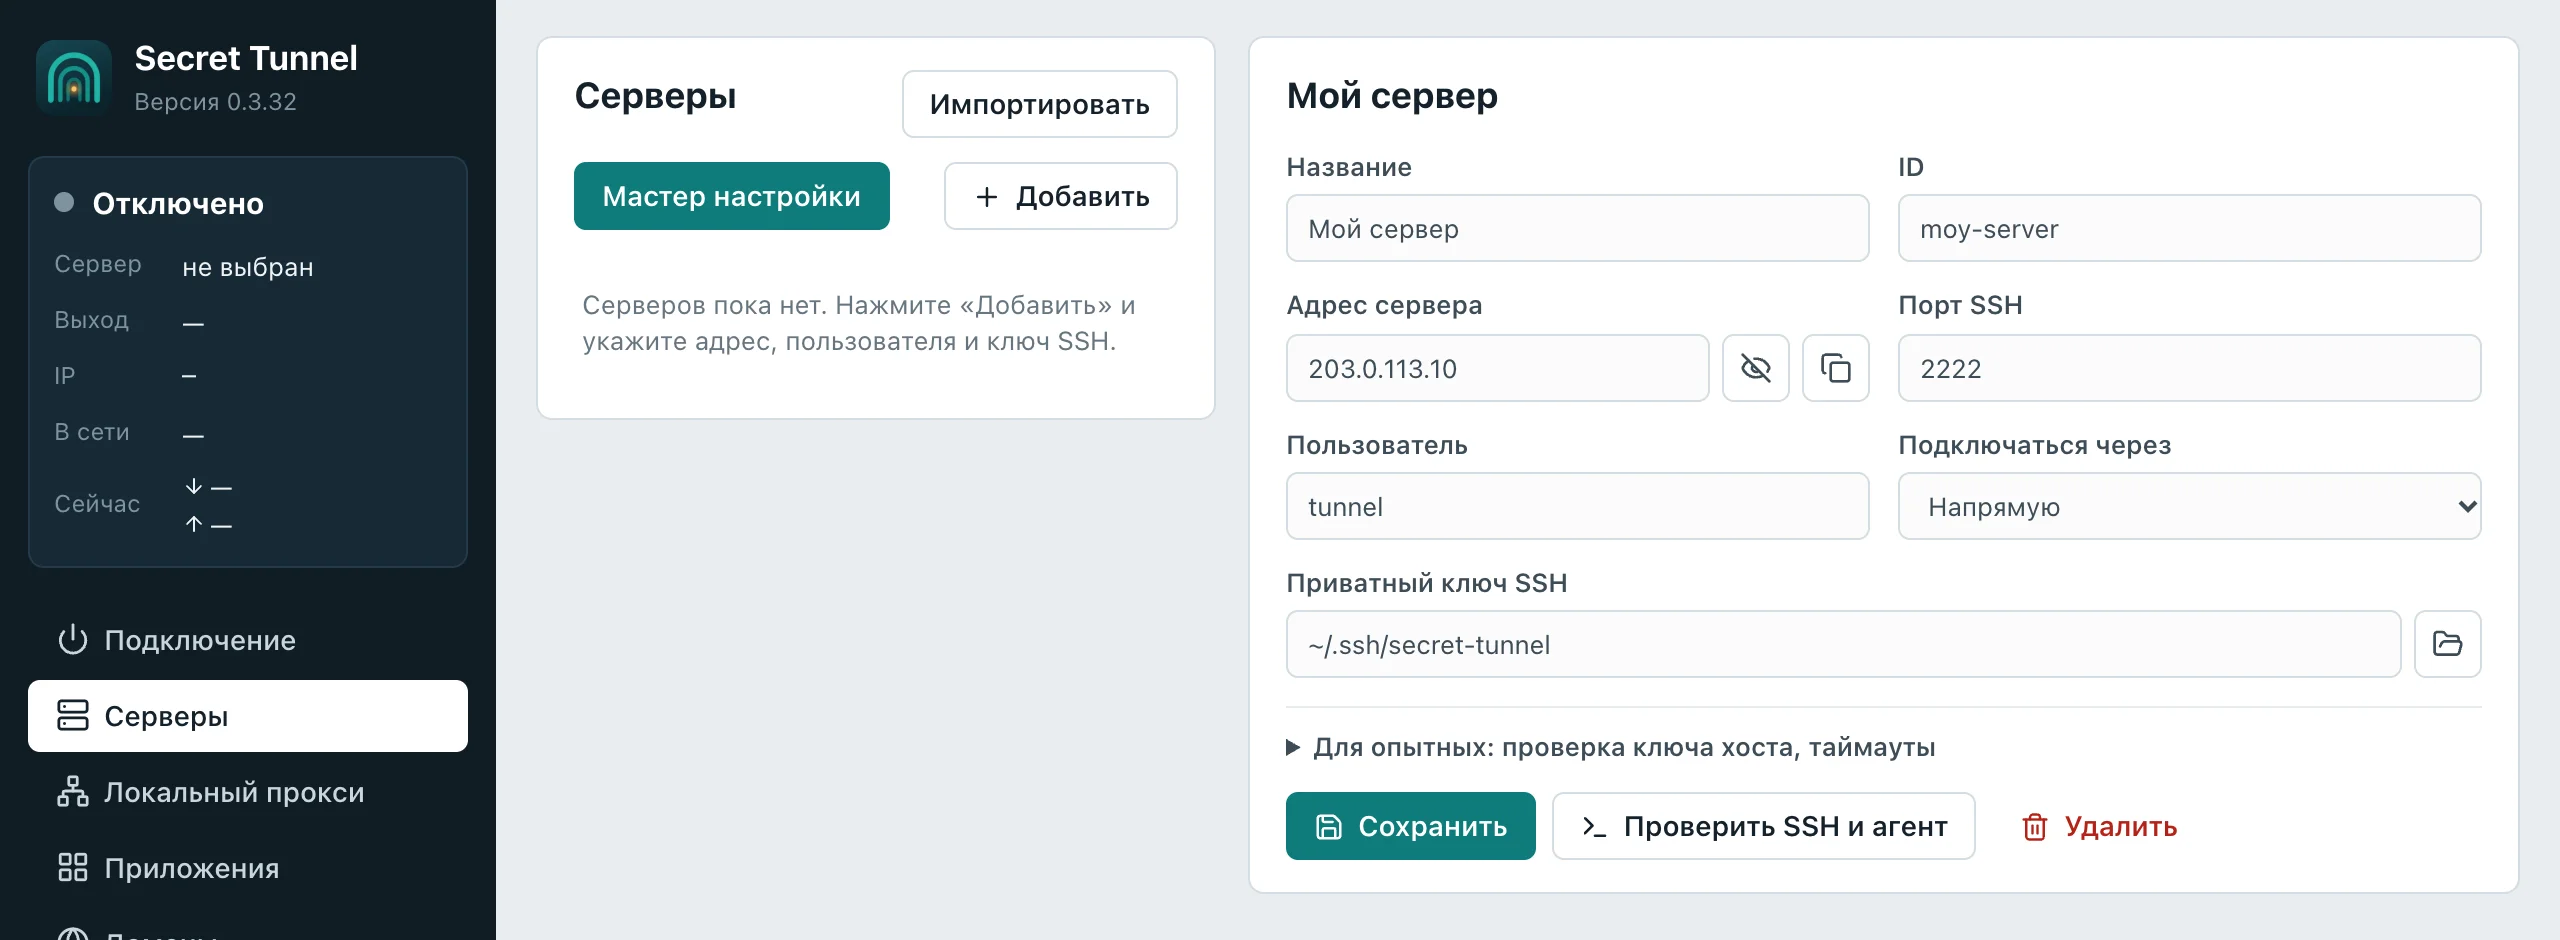 Secret Tunnel
Версия 0.3.32
Отключено
Сервер не выбран
Выход —
IP –
В сети —
Сейчас ↓ —
↑ —
Подключение
Серверы
Локальный прокси
Приложения
Серверы
Импортировать
Мастер настройки
+ Добавить
Серверов пока нет. Нажмите «Добавить» и
укажите адрес, пользователя и ключ SSH.
Мой сервер
Название
Мой сервер
ID
moy-server
Адрес сервера
203.0.113.10
Порт SSH
2222
Пользователь
tunnel
Подключаться через
Напрямую
Приватный ключ SSH
~/.ssh/secret-tunnel
Для опытных: проверка ключа хоста, таймауты
Сохранить
Проверить SSH и агент
Удалить